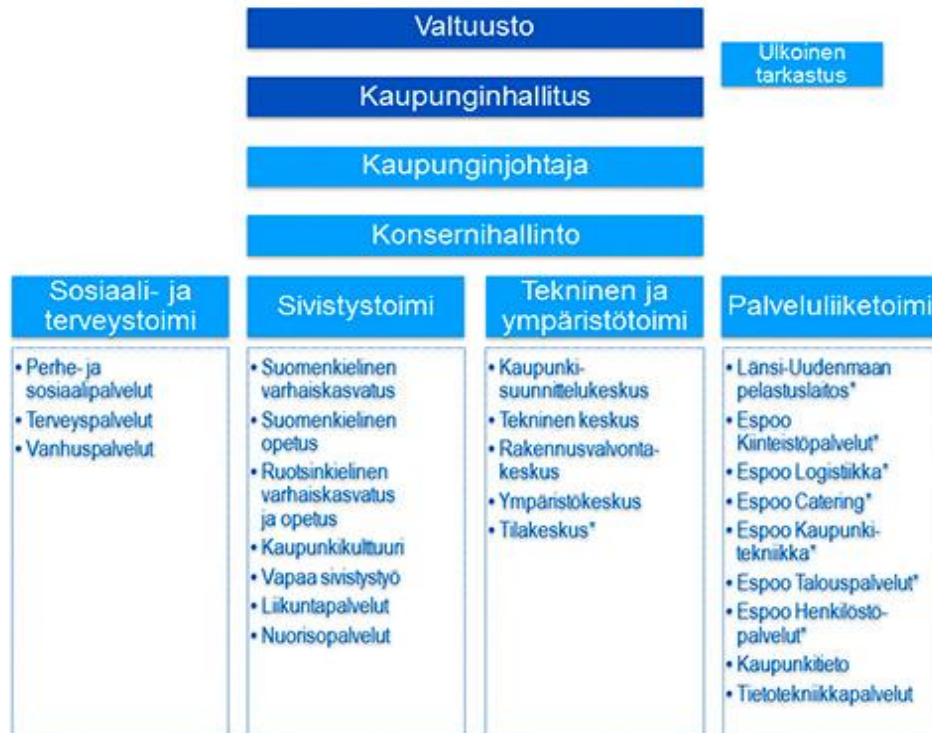 Valtuusto
Ulkoinen
tarkastus
Kaupunginhallitus
Kaupunginjohtaja
Konsernihallinto
Sosiaali- ja
terveystoimi
• Perhe- ja
sosiaalipalvelut
• Terveyspalvelut
• Vanhuspalvelut
Sivistystoimi
• Suomenkielinen
varhaiskasvatus
• Suomenkielinen
opetus
• Ruotsinkielinen
varhaiskasvatus
ja opetus
• Kaupunkikulttuuri
• Vapaa sivistystyö
• Liikuntapalvelut
• Nuorisopalvelut
Tekninen ja
ympäristötoimi
• Kaupunki-
suunnittelukeskus
• Tekninen keskus
• Rakennusvalvonta-
keskus
• Ympäristökeskus
• Tilakeskus*
Palveluliiketoimi
• Länsi-Uudenmaan
pelastuslaitos*
• Espoo
Kiinteistöpalvelut*
• Espoo Logistiikka*
• Espoo Catering*
• Espoo Kaupunki-
tekniikka*
• Espoo Talouspalvelut*
• Espoo Henkilöstö-
palvelut*
• Kaupunkitieto
• Tietotekniikkapalvelut